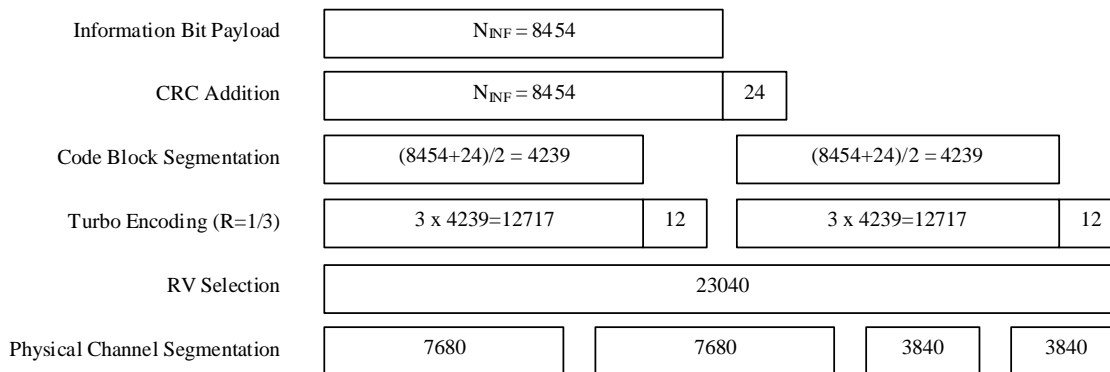 Information Bit Payload
N_INF = 8454
CRC Addition
N_INF = 8454 24
Code Block Segmentation
(8454+24)/2 = 4239 (8454+24)/2 = 4239
Turbo Encoding (R=1/3)
3 x 4239=12717 12 3 x 4239=12717 12
RV Selection
23040
Physical Channel Segmentation
7680 7680 3840 3840